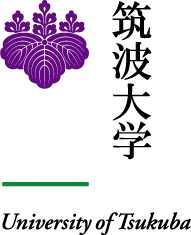 筑波大学
University of Tsukuba